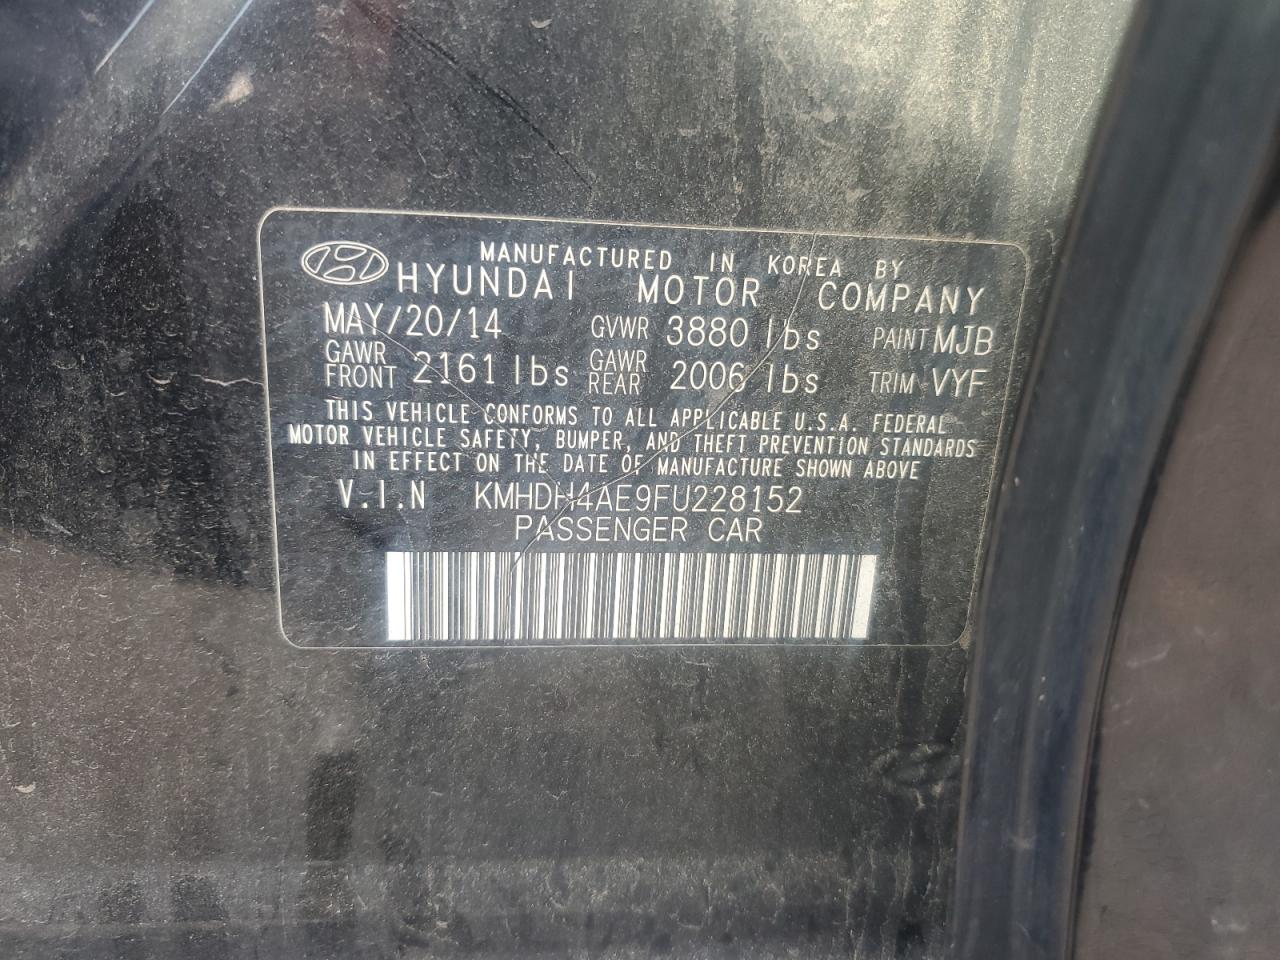 MANUFACTURED IN KOREA BY
HYUNDAI MOTOR COMPANY
MAY/20/14 GVWR 3880 lbs PAINT MJB
GAWR FRONT 2161 lbs GAWR REAR 2006 lbs TRIM VYF
THIS VEHICLE CONFORMS TO ALL APPLICABLE U.S.A. FEDERAL
MOTOR VEHICLE SAFETY, BUMPER, AND THEFT PREVENTION STANDARDS
IN EFFECT ON THE DATE OF MANUFACTURE SHOWN ABOVE
V.I.N KMHDH4AE9FU228152
PASSENGER CAR